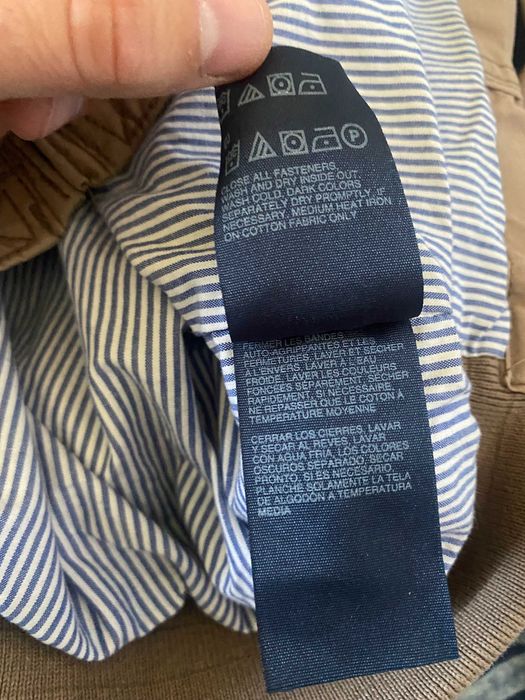 P
CLOSE ALL FASTENERS,
WASH AND DRY INSIDE OUT,
WASH COLD, DARK COLORS
SEPARATELY DRY PROMPTLY, IF
NECESSARY, MEDIUM HEAT IRON
ON COTTON FABRIC ONLY
FERMER LES BANDES
AUTO-AGRIPPANTES ET LES
FERMETURES, LAVER ET SÉCHER
À L'ENVERS, LAVER À L'EAU
FROIDE, LAVER LES COULEURS
FONCÉES SÉPARÉMENT, SÉCHER
RAPIDEMENT, SI NÉCESSAIRE
NE REPASSER QUE LE COTON À
TEMPÉRATURE MOYENNE
CERRAR LOS CIERRES, LAVAR
Y SECAR AL REVÉS, LAVAR
CON AGUA FRÍA, LOS COLORES
OSCUROS SEPARADO, SECAR
PRONTO, SI ES NECESARIO,
PLANCHE SOLAMENTE LA TELA
DE ALGODÓN A TEMPERATURA
MEDIA